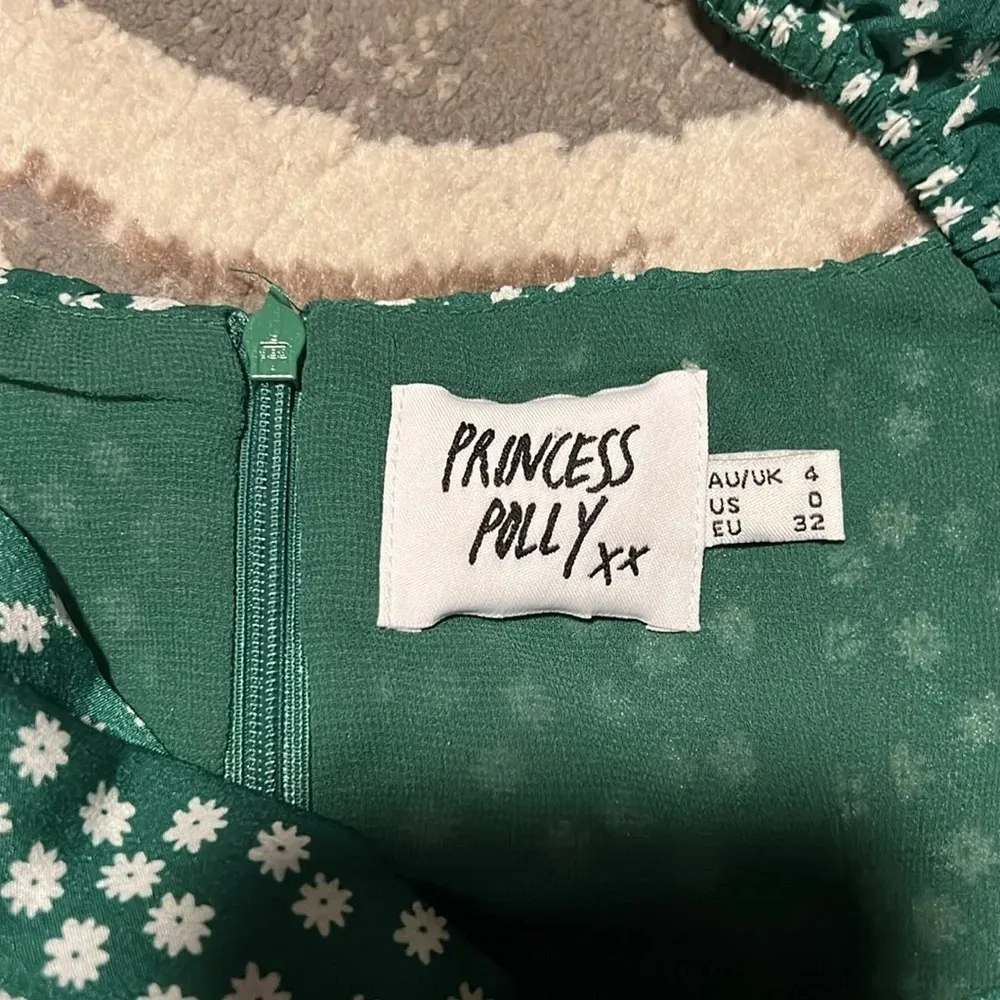 PRINCESS
POLLY xx
AU/UK 4
US 0
EU 32